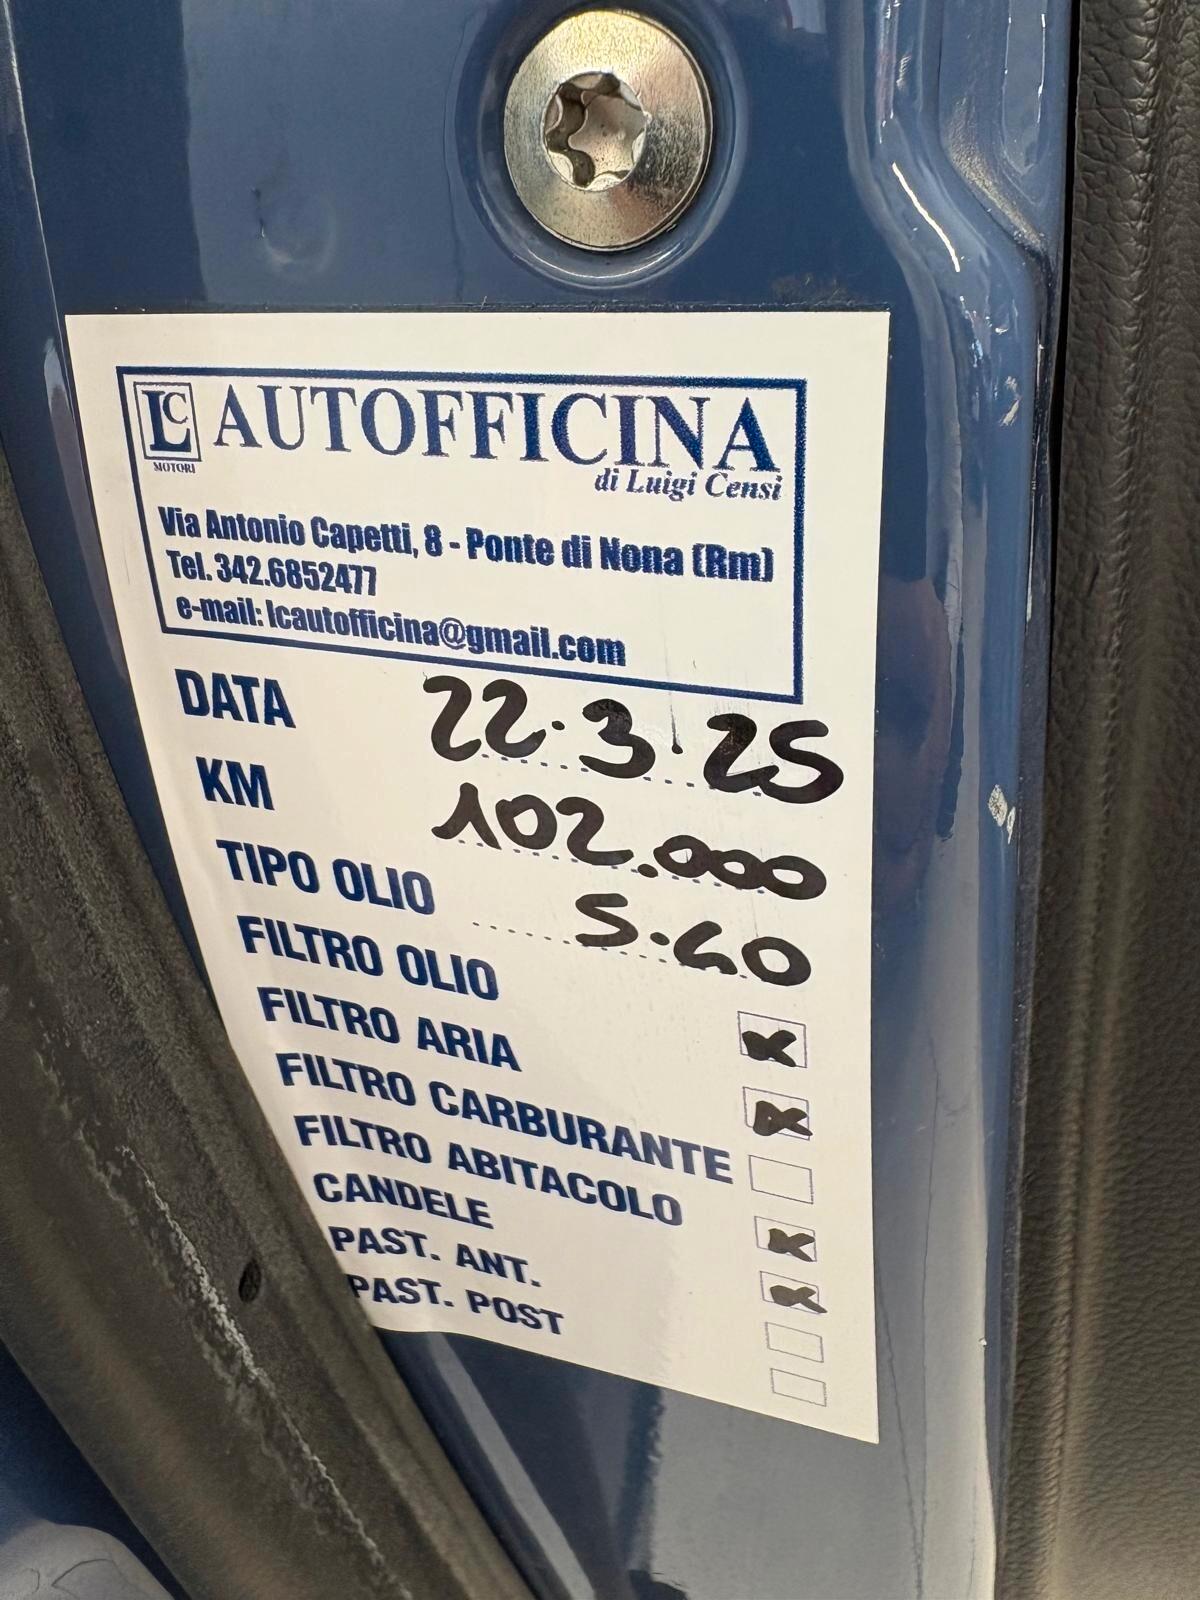 LC AUTOFFICINA
MOTORI
di Luigi Censi
Via Antonio Capetti, 8 - Ponte di Nona (Rm)
Tel. 342.6852477
e-mail: lcautofficina@gmail.com
DATA 22.3.25
KM 102.000
TIPO OLIO 5.40
FILTRO OLIO
FILTRO ARIA
FILTRO CARBURANTE
FILTRO ABITACOLO
CANDELE
PAST. ANT.
PAST. POST